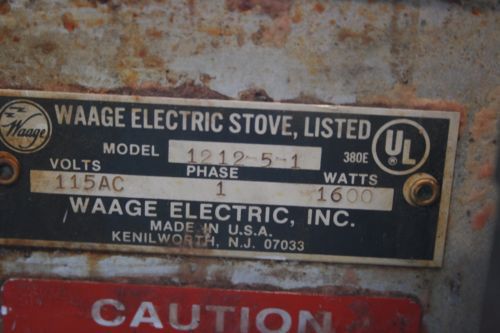 Waage
WAAGE ELECTRIC STOVE, LISTED
UL
®
MODEL 1212-5-1 380E
VOLTS PHASE WATTS
115AC 1 1600
WAAGE ELECTRIC, INC.
MADE IN U.S.A.
KENILWORTH, N.J. 07033
CAUTION